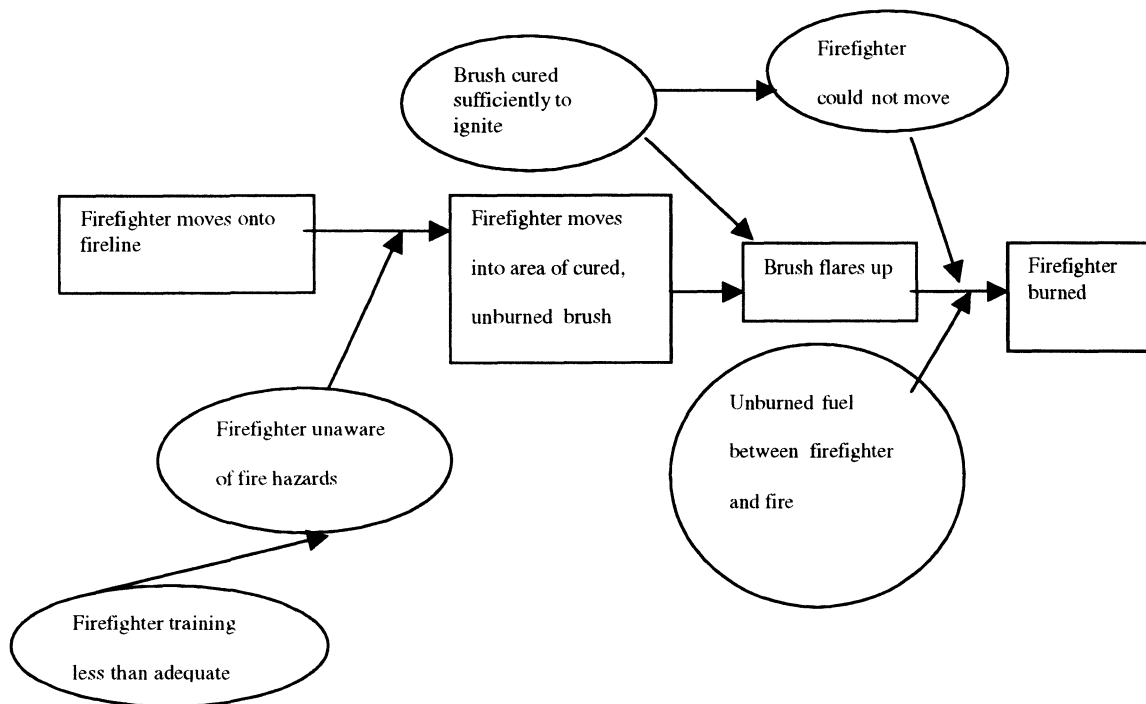 Brush cured
sufficiently to
ignite
Firefighter
could not move
Firefighter moves onto
fireline
Firefighter moves
into area of cured,
unburned brush
Brush flares up
Firefighter
burned
Firefighter unaware
of fire hazards
Unburned fuel
between firefighter
and fire
Firefighter training
less than adequate